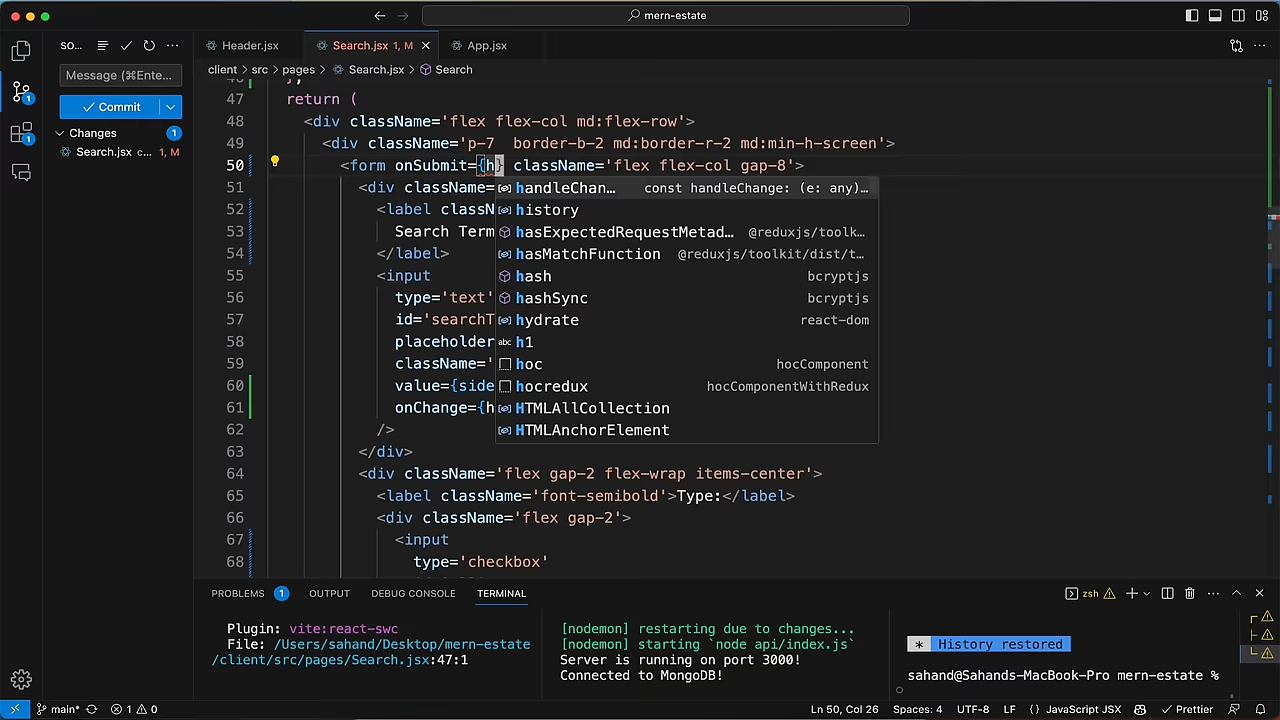 mern-estate
SO...
Header.jsx
Search.jsx 1, M
App.jsx
client > src > pages > Search.jsx > Search
Message (⌘Ente...
Commit
Changes 1
Search.jsx c... 1, M
1
1
47 return (
48 <div className='flex flex-col md:flex-row'>
49 <div className='p-7  border-b-2 md:border-r-2 md:min-h-screen'>
50 <form onSubmit={h} className='flex flex-col gap-8'>
51 <div className=
52 <label classN
53 Search Term
54 </label>
55 <input
56 type='text'
57 id='searchT
58 placeholder
59 className='
60 value={side
61 onChange={h
62 />
63 </div>
64 <div className='flex gap-2 flex-wrap items-center'>
65 <label className='font-semibold'>Type:</label>
66 <div className='flex gap-2'>
67 <input
68 type='checkbox'
handleChan... const handleChange: (e: any)...
history
hasExpectedRequestMetad... @reduxjs/toolk...
hasMatchFunction @reduxjs/toolkit/dist/t...
hash bcryptjs
hashSync bcryptjs
hydrate react-dom
h1
hoc hocComponent
hocredux hocComponentWithRedux
HTMLAllCollection
HTMLAnchorElement
PROBLEMS 1 OUTPUT DEBUG CONSOLE TERMINAL
zsh
Plugin: vite:react-swc
File: /Users/sahand/Desktop/mern-estate
/client/src/pages/Search.jsx:47:1
[nodemon] restarting due to changes...
[nodemon] starting `node api/index.js`
Server is running on port 3000!
Connected to MongoDB!
* History restored
sahand@Sahands-MacBook-Pro mern-estate %
main* 1 0
Ln 50, Col 26 Spaces: 4 UTF-8 LF {} JavaScript JSX Prettier